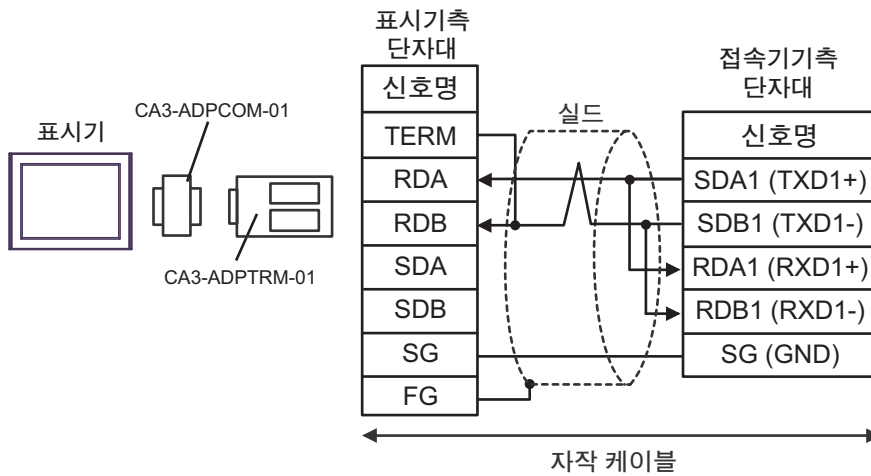 표시기
CA3-ADPCOM-01
CA3-ADPTRM-01
표시기측
단자대
신호명
TERM
RDA
RDB
SDA
SDB
SG
FG
실드
접속기기측
단자대
신호명
SDA1 (TXD1+)
SDB1 (TXD1-)
RDA1 (RXD1+)
RDB1 (RXD1-)
SG (GND)
자작 케이블